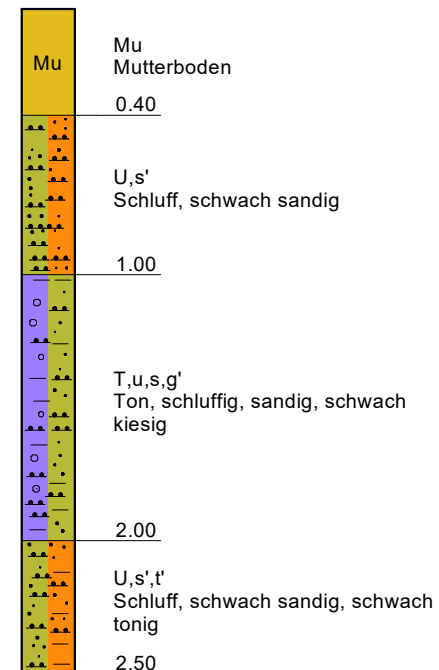 Mu
Mu
Mutterboden
0.40
U,s'
Schluff, schwach sandig
1.00
T,u,s,g'
Ton, schluffig, sandig, schwach
kiesig
2.00
U,s',t'
Schluff, schwach sandig, schwach
tonig
2.50